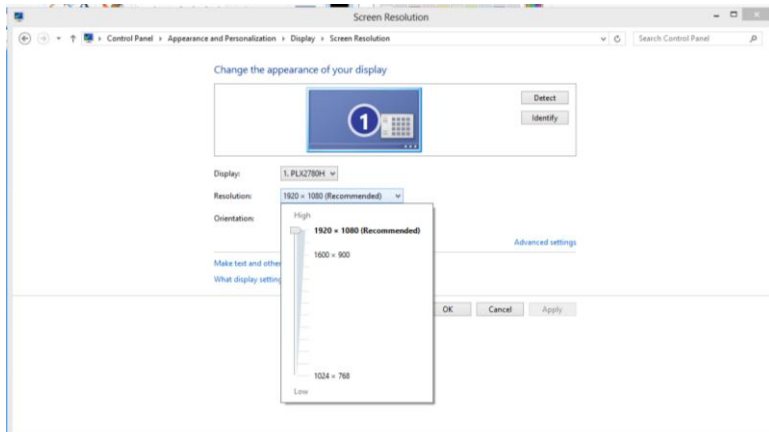 Screen Resolution
Control Panel › Appearance and Personalization › Display › Screen Resolution
Search Control Panel
Change the appearance of your display
1
Detect
Identify
Display: 1. PLX2780H
Resolution: 1920 × 1080 (Recommended)
Orientation:
High
1920 × 1080 (Recommended)
1600 × 900
1024 × 768
Low
Advanced settings
Make text and othe
What display setting
OK Cancel Apply